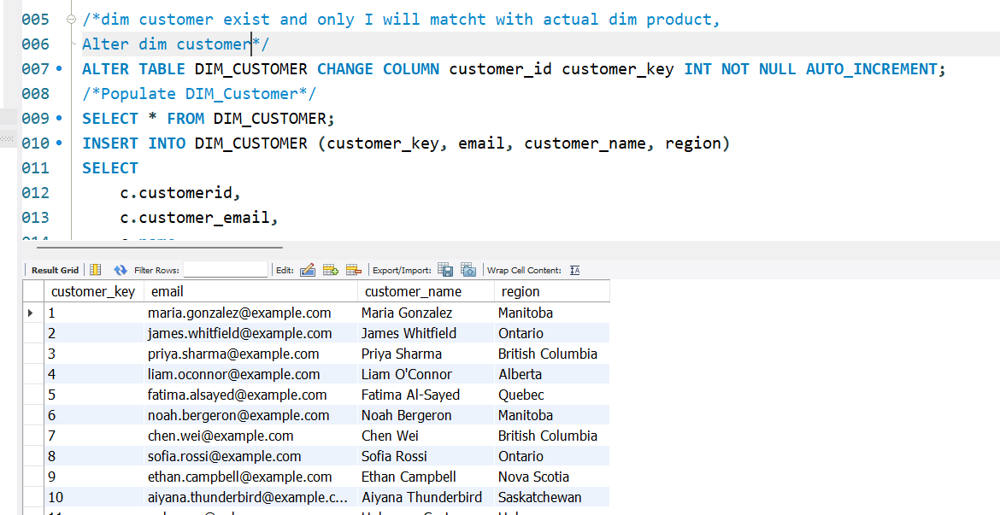 005 /*dim customer exist and only I will matcht with actual dim product,
006 Alter dim customer*/
007 ALTER TABLE DIM_CUSTOMER CHANGE COLUMN customer_id customer_key INT NOT NULL AUTO_INCREMENT;
008 /*Populate DIM_Customer*/
009 SELECT * FROM DIM_CUSTOMER;
010 INSERT INTO DIM_CUSTOMER (customer_key, email, customer_name, region)
011 SELECT
012 c.customerid,
013 c.customer_email,
Result Grid Filter Rows: Edit: Export/Import: Wrap Cell Content: IA
customer_key email customer_name region
1 maria.gonzalez@example.com Maria Gonzalez Manitoba
2 james.whitfield@example.com James Whitfield Ontario
3 priya.sharma@example.com Priya Sharma British Columbia
4 liam.oconnor@example.com Liam O'Connor Alberta
5 fatima.alsayed@example.com Fatima Al-Sayed Quebec
6 noah.bergeron@example.com Noah Bergeron Manitoba
7 chen.wei@example.com Chen Wei British Columbia
8 sofia.rossi@example.com Sofia Rossi Ontario
9 ethan.campbell@example.com Ethan Campbell Nova Scotia
10 aiyana.thunderbird@example.c... Aiyana Thunderbird Saskatchewan